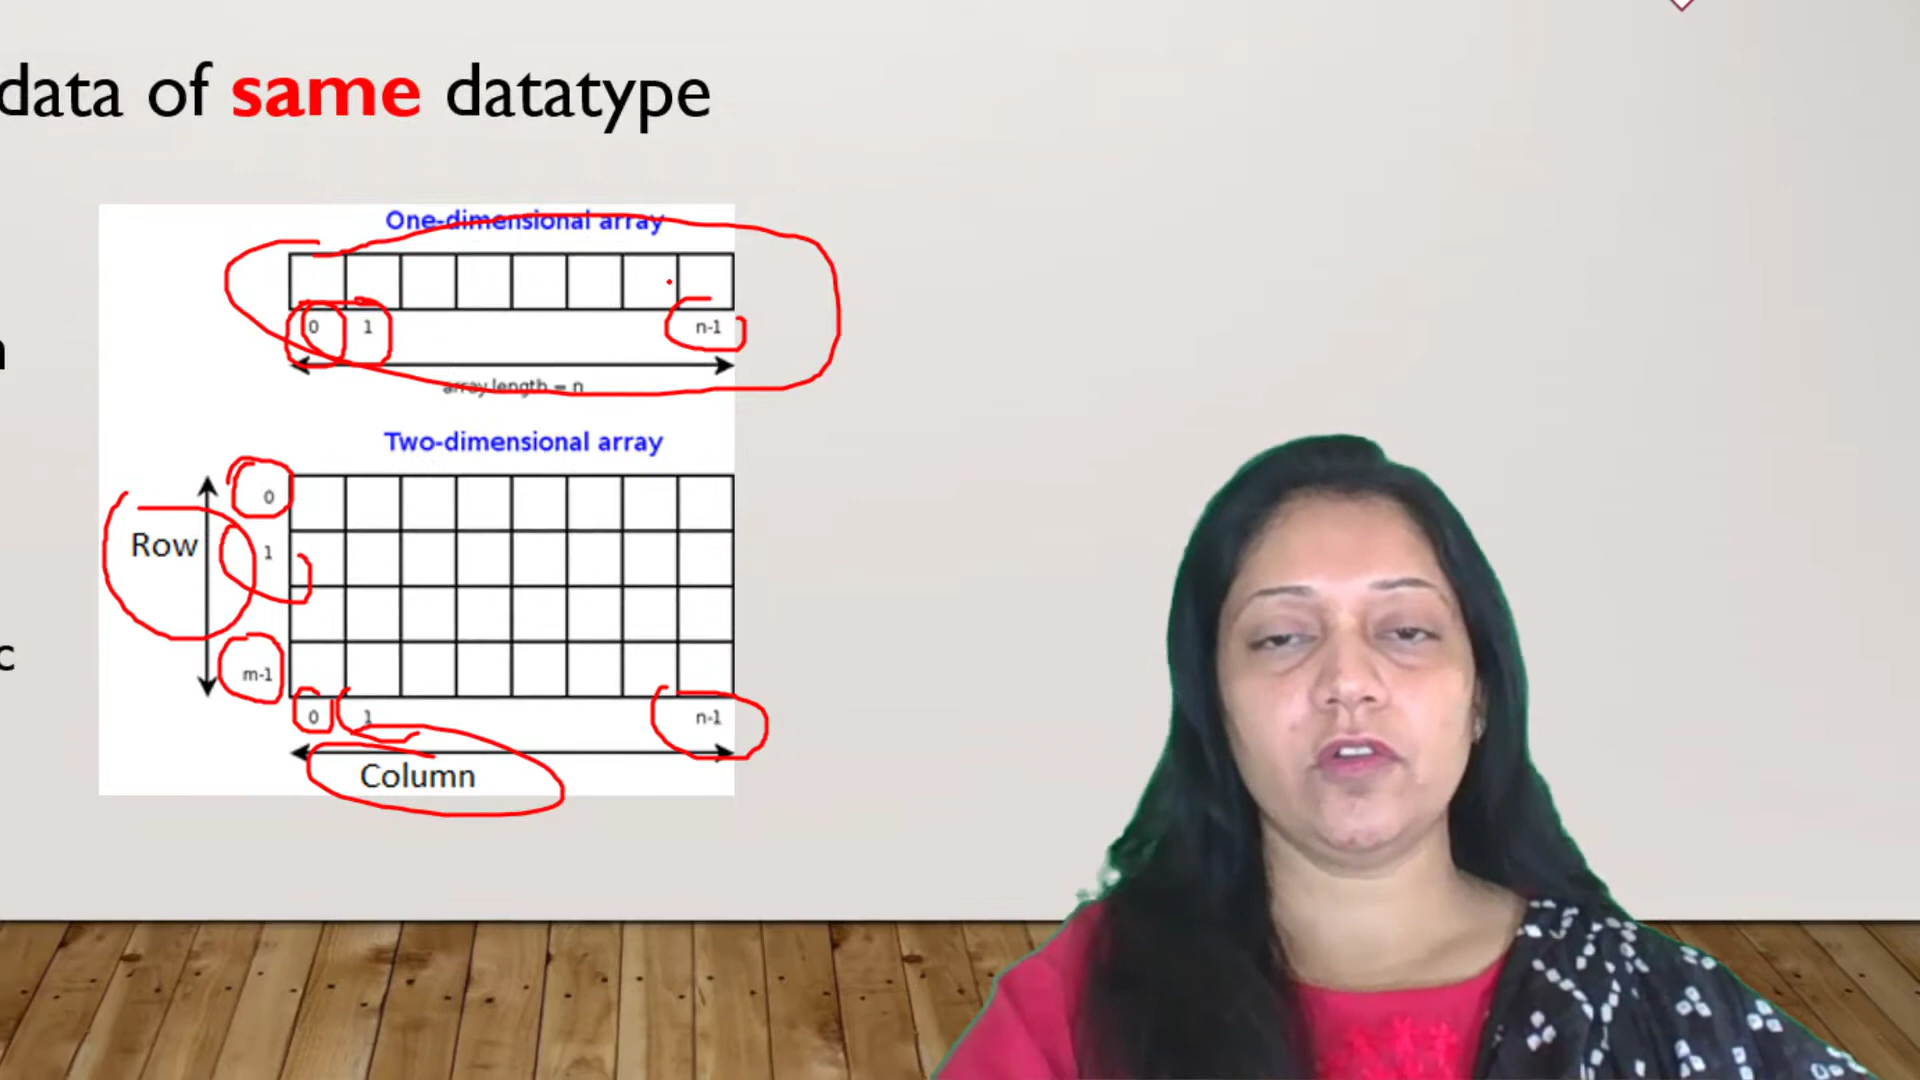 data of same datatype
One-dimensional array
0 1 n-1
array length = n
Two-dimensional array
0
Row
1
m-1
0 1 n-1
Column
c